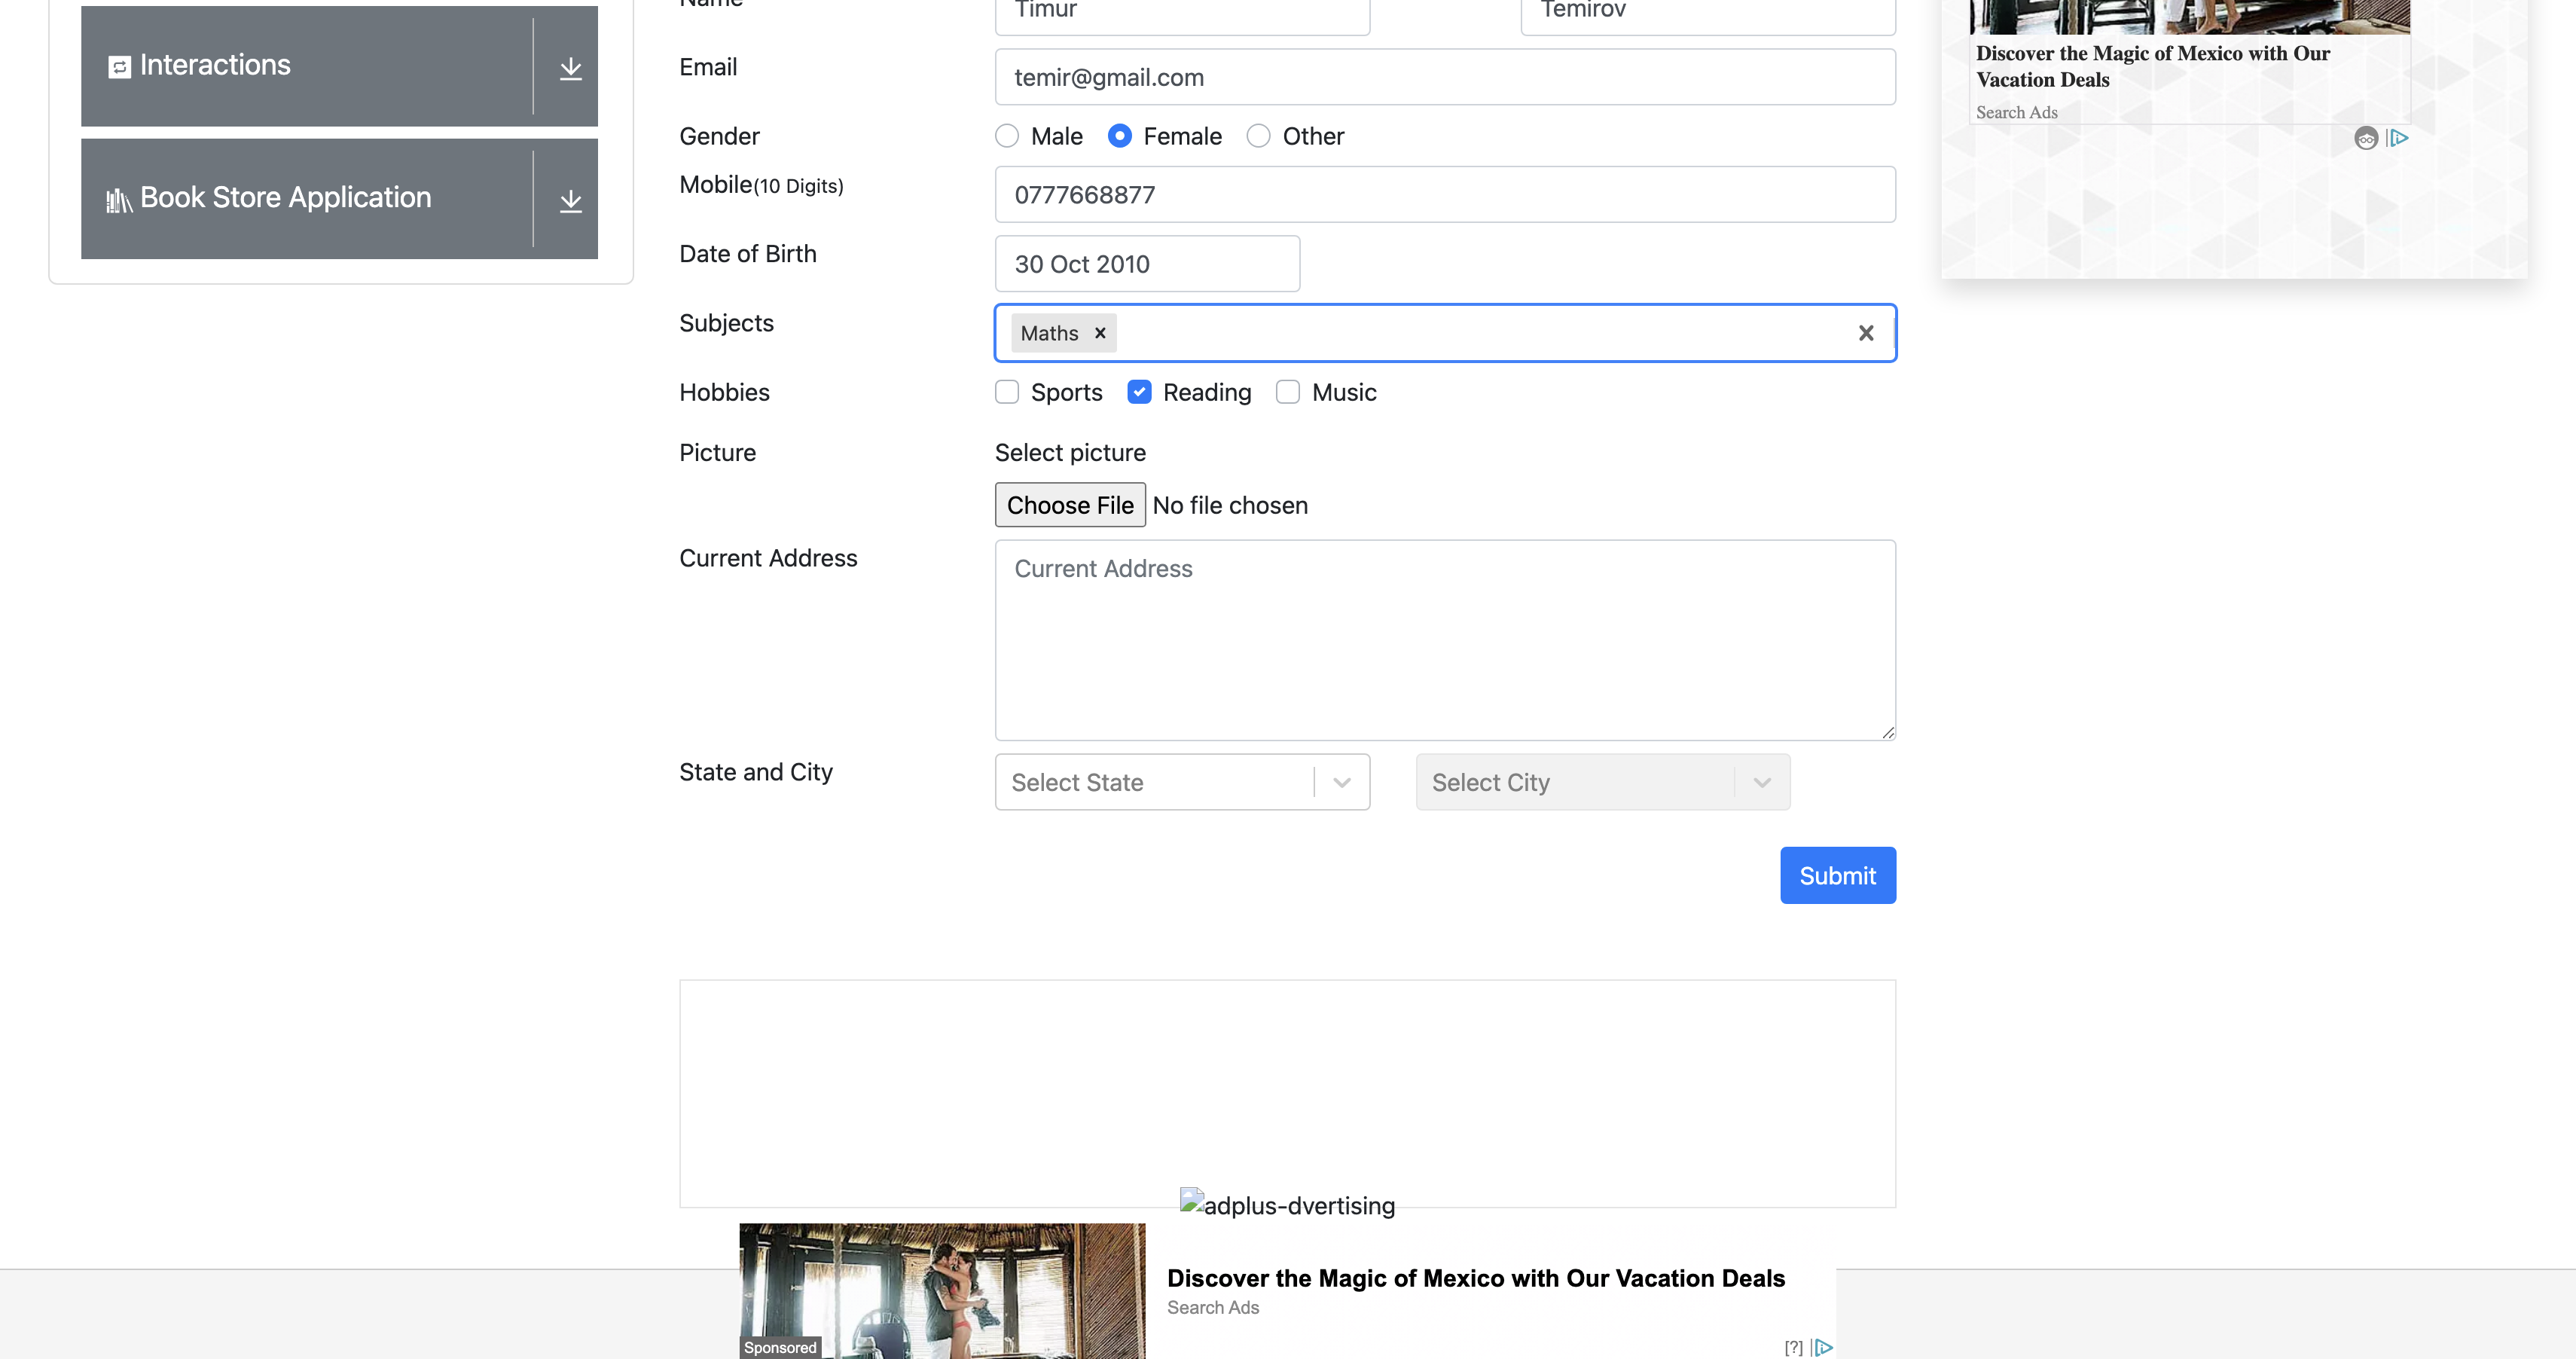 Interactions
Book Store Application
Name
Timur
Temirov
Email
temir@gmail.com
Gender
Male
Female
Other
Mobile(10 Digits)
0777668877
Date of Birth
30 Oct 2010
Subjects
Maths
Hobbies
Sports
Reading
Music
Picture
Select picture
Choose File No file chosen
Current Address
Current Address
State and City
Select State
Select City
Submit
adplus-dvertising
Discover the Magic of Mexico with Our Vacation Deals
Search Ads
Sponsored
[?]
Discover the Magic of Mexico with Our
Vacation Deals
Search Ads